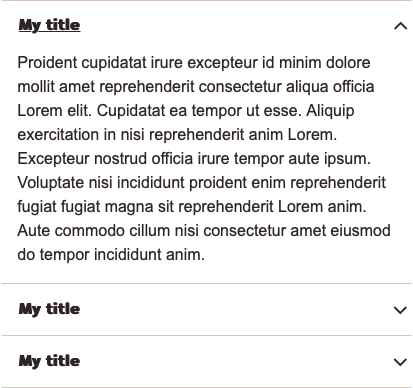 My title
Proident cupidatat irure excepteur id minim dolore
mollit amet reprehenderit consectetur aliqua officia
Lorem elit. Cupidatat ea tempor ut esse. Aliquip
exercitation in nisi reprehenderit anim Lorem.
Excepteur nostrud officia irure tempor aute ipsum.
Voluptate nisi incididunt proident enim reprehenderit
fugiat fugiat magna sit reprehenderit Lorem anim.
Aute commodo cillum nisi consectetur amet eiusmod
do tempor incididunt anim.
My title
My title